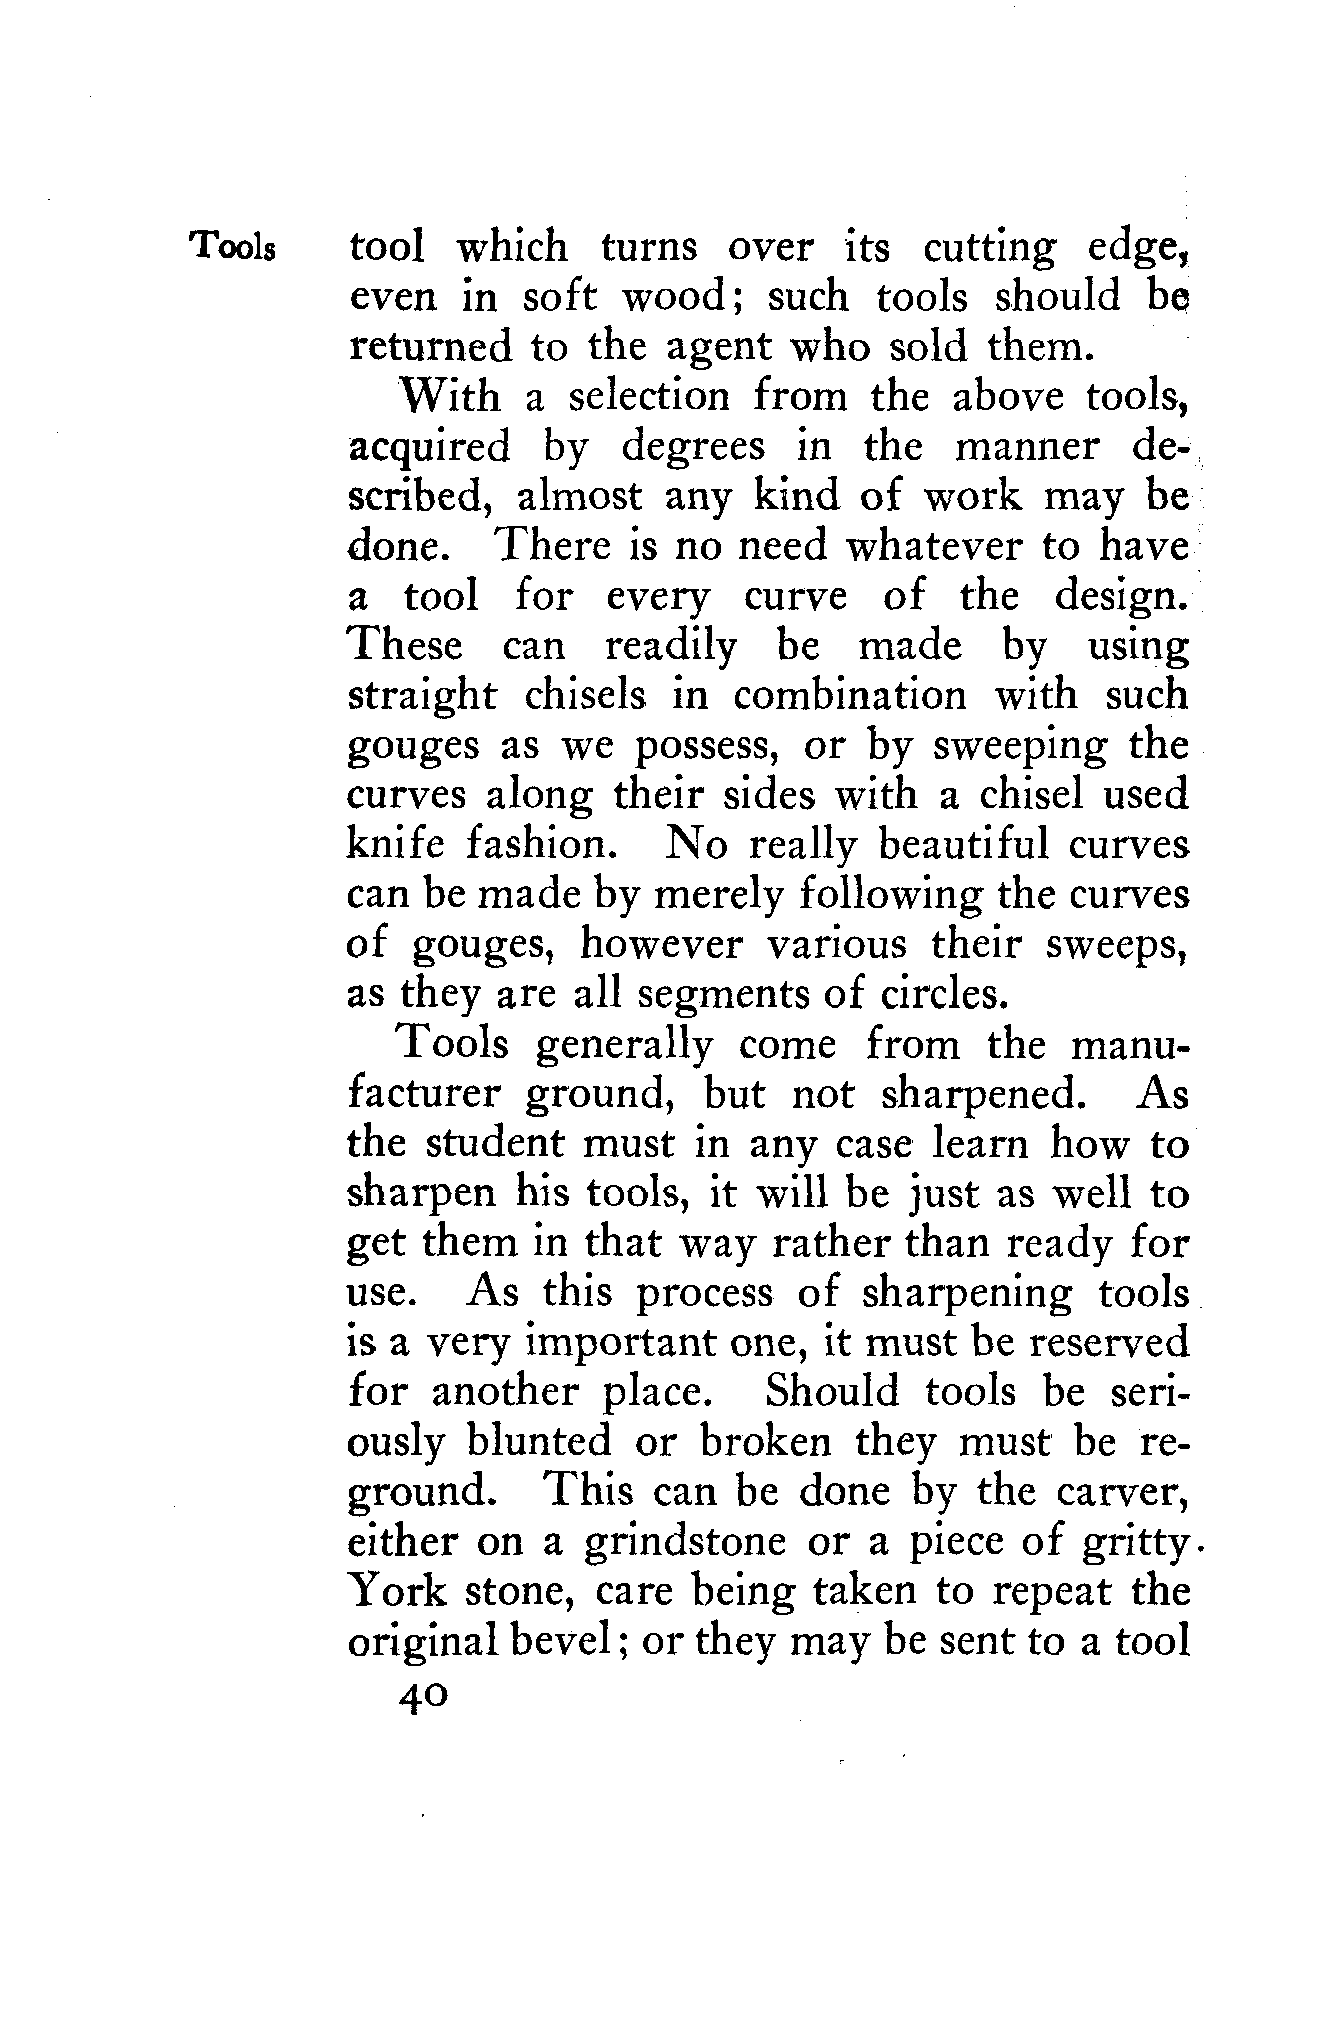 Tools
tool which turns over its cutting edge,
even in soft wood; such tools should be
returned to the agent who sold them.
With a selection from the above tools,
acquired by degrees in the manner de-
scribed, almost any kind of work may be
done. There is no need whatever to have
a tool for every curve of the design.
These can readily be made by using
straight chisels in combination with such
gouges as we possess, or by sweeping the
curves along their sides with a chisel used
knife fashion. No really beautiful curves
can be made by merely following the curves
of gouges, however various their sweeps,
as they are all segments of circles.
Tools generally come from the manu-
facturer ground, but not sharpened. As
the student must in any case learn how to
sharpen his tools, it will be just as well to
get them in that way rather than ready for
use. As this process of sharpening tools
is a very important one, it must be reserved
for another place. Should tools be seri-
ously blunted or broken they must be re-
ground. This can be done by the carver,
either on a grindstone or a piece of gritty
York stone, care being taken to repeat the
original bevel; or they may be sent to a tool
40